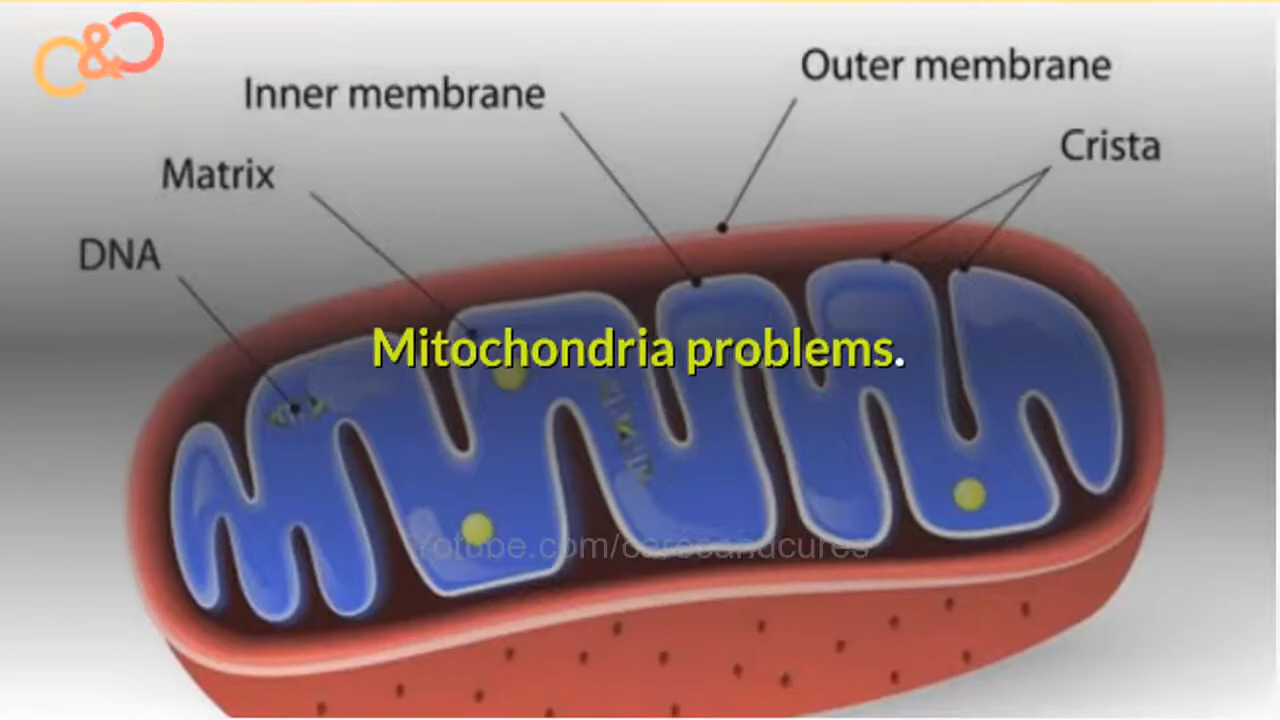 C&C
Outer membrane
Inner membrane
Crista
Matrix
DNA
Mitochondria problems.